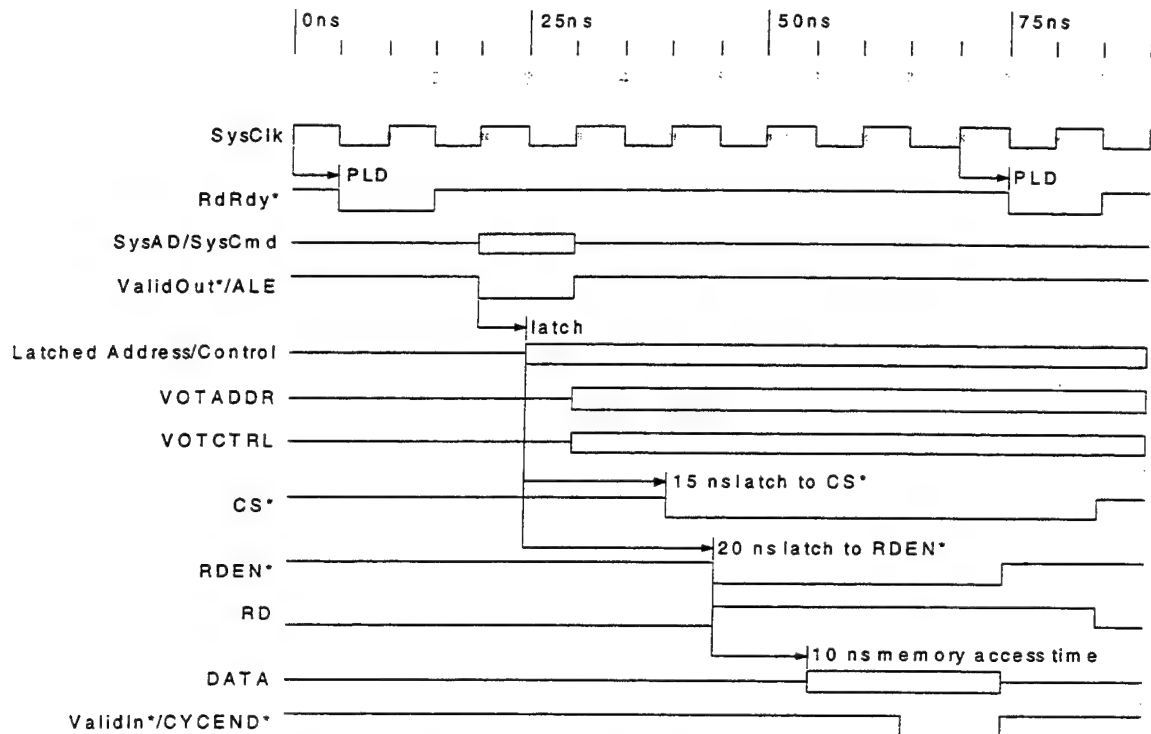 0ns 25ns 50ns 75ns
SysClk
PLD PLD
RdRdy*
SysAD/SysCmd
ValidOut*/ALE
latch
Latched Address/Control
VOTADDR
VOTCTRL
15 ns latch to CS*
CS*
20 ns latch to RDEN*
RDEN*
RD
10 ns memory access time
DATA
ValidIn*/CYCEND*